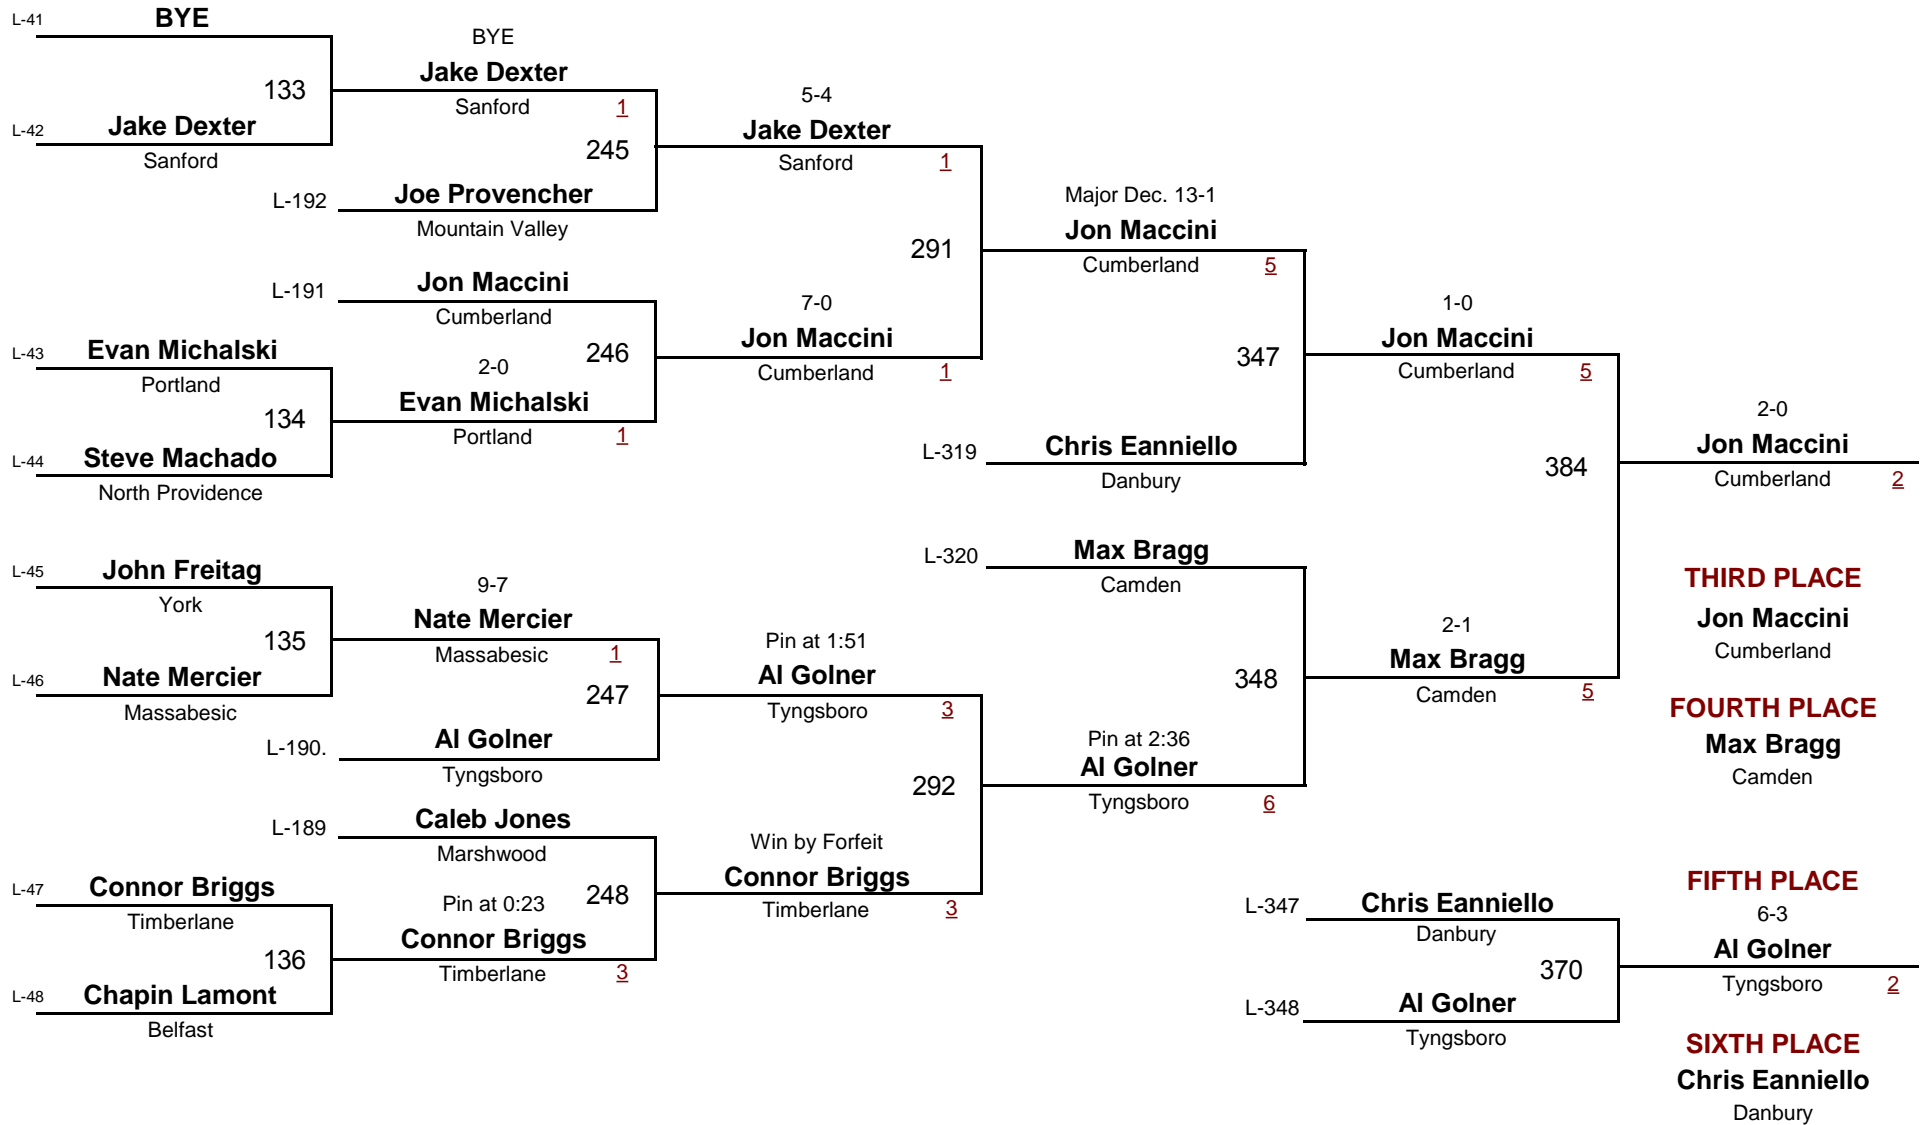 L-41
BYE
133
L-42
Jake Dexter
Sanford
BYE
Jake Dexter
Sanford
1
245
L-192
Joe Provencher
Mountain Valley
5-4
Jake Dexter
Sanford
1
L-191
Jon Maccini
Cumberland
246
L-43
Evan Michalski
Portland
134
L-44
Steve Machado
North Providence
2-0
Evan Michalski
Portland
1
7-0
Jon Maccini
Cumberland
1
291
Major Dec. 13-1
Jon Maccini
Cumberland
5
347
L-319
Chris Eanniello
Danbury
1-0
Jon Maccini
Cumberland
5
384
2-0
Jon Maccini
Cumberland
2
L-45
John Freitag
York
135
L-46
Nate Mercier
Massabesic
9-7
Nate Mercier
Massabesic
1
247
L-190.
Al Golner
Tyngsboro
Pin at 1:51
Al Golner
Tyngsboro
3
L-189
Caleb Jones
Marshwood
248
L-47
Connor Briggs
Timberlane
136
L-48
Chapin Lamont
Belfast
Pin at 0:23
Connor Briggs
Timberlane
3
Win by Forfeit
Connor Briggs
Timberlane
3
292
L-320
Max Bragg
Camden
348
Pin at 2:36
Al Golner
Tyngsboro
6
2-1
Max Bragg
Camden
5
THIRD PLACE
Jon Maccini
Cumberland
FOURTH PLACE
Max Bragg
Camden
L-347
Chris Eanniello
Danbury
370
L-348
Al Golner
Tyngsboro
FIFTH PLACE
6-3
Al Golner
Tyngsboro
2
SIXTH PLACE
Chris Eanniello
Danbury